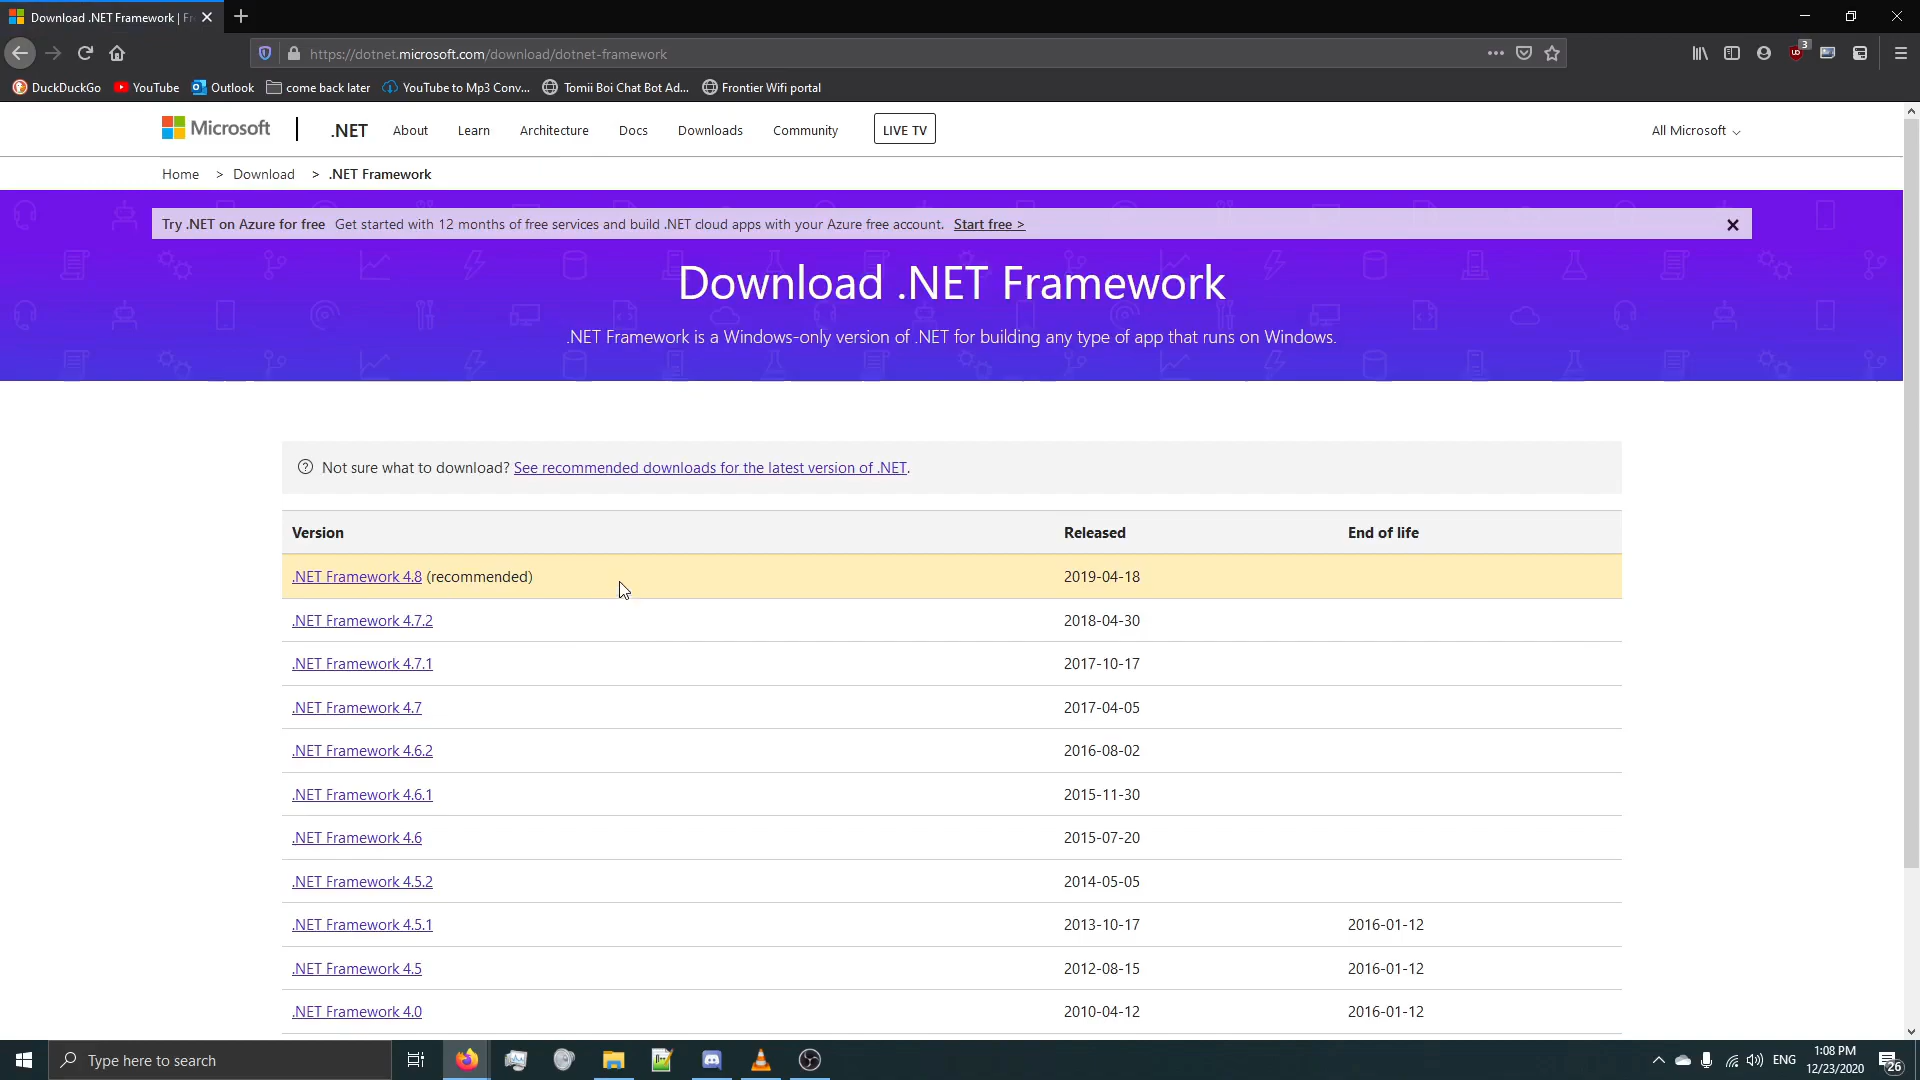 Download .NET Framework | Fr
https://dotnet.microsoft.com/download/dotnet-framework
3
DuckDuckGo YouTube Outlook come back later YouTube to Mp3 Conv... Tomii Boi Chat Bot Ad... Frontier Wifi portal
Microsoft .NET About Learn Architecture Docs Downloads Community LIVE TV All Microsoft
Home > Download > .NET Framework
Try .NET on Azure for free Get started with 12 months of free services and build .NET cloud apps with your Azure free account. Start free >
Download .NET Framework
.NET Framework is a Windows-only version of .NET for building any type of app that runs on Windows.
Not sure what to download? See recommended downloads for the latest version of .NET.
Version Released End of life
.NET Framework 4.8 (recommended) 2019-04-18
.NET Framework 4.7.2 2018-04-30
.NET Framework 4.7.1 2017-10-17
.NET Framework 4.7 2017-04-05
.NET Framework 4.6.2 2016-08-02
.NET Framework 4.6.1 2015-11-30
.NET Framework 4.6 2015-07-20
.NET Framework 4.5.2 2014-05-05
.NET Framework 4.5.1 2013-10-17 2016-01-12
.NET Framework 4.5 2012-08-15 2016-01-12
.NET Framework 4.0 2010-04-12 2016-01-12
Type here to search ENG 1:08 PM
12/23/2020 26